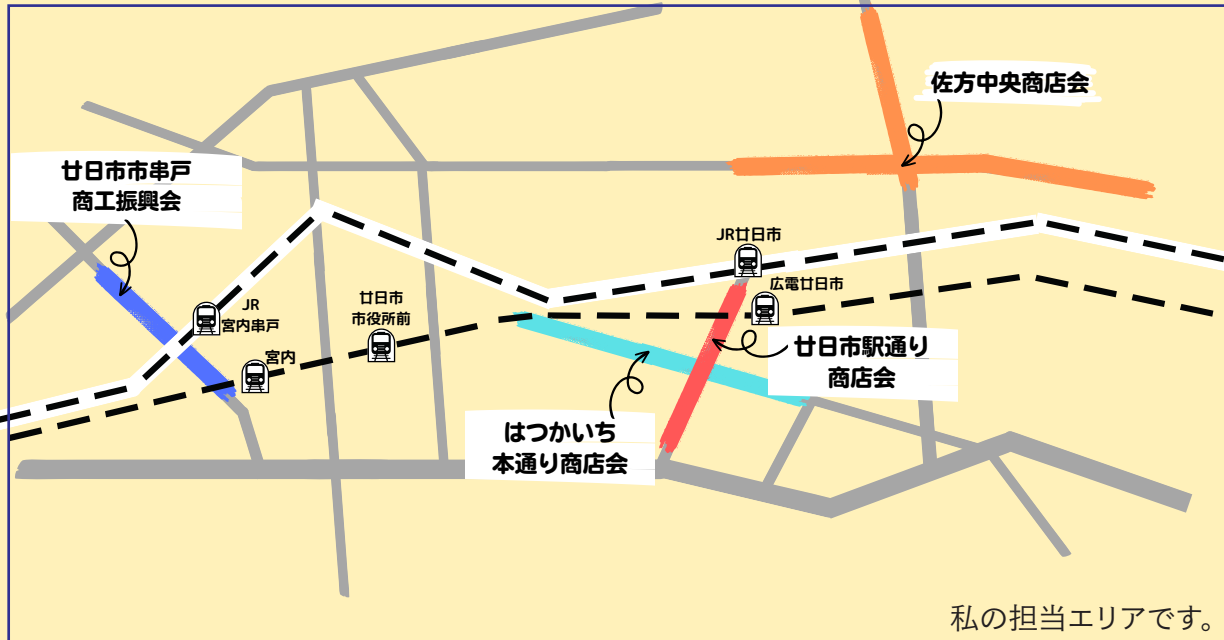 佐方中央商店会
廿日市市串戸
商工振興会
JR廿日市
広電廿日市
JR
宮内串戸
廿日市
市役所前
宮内
廿日市駅通り
商店会
はつかいち
本通り商店会
私の担当エリアです。